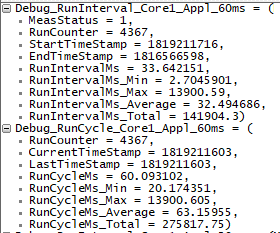 Debug_RunInterval_Core1_Appl_60ms = (
MeasStatus = 1,
RunCounter = 4367,
StartTimeStamp = 1819211716,
EndTimeStamp = 1816566598,
RunIntervalMs = 33.642151,
RunIntervalMs_Min = 2.7045901,
RunIntervalMs_Max = 13900.59,
RunIntervalMs_Average = 32.494686,
RunIntervalMs_Total = 141904.3)
Debug_RunCycle_Core1_Appl_60ms = (
RunCounter = 4367,
CurrentTimeStamp = 1819211603,
LastTimeStamp = 1819211603,
RunCycleMs = 60.093102,
RunCycleMs_Min = 20.174351,
RunCycleMs_Max = 13900.605,
RunCycleMs_Average = 63.15955,
RunCycleMs_Total = 275817.75)